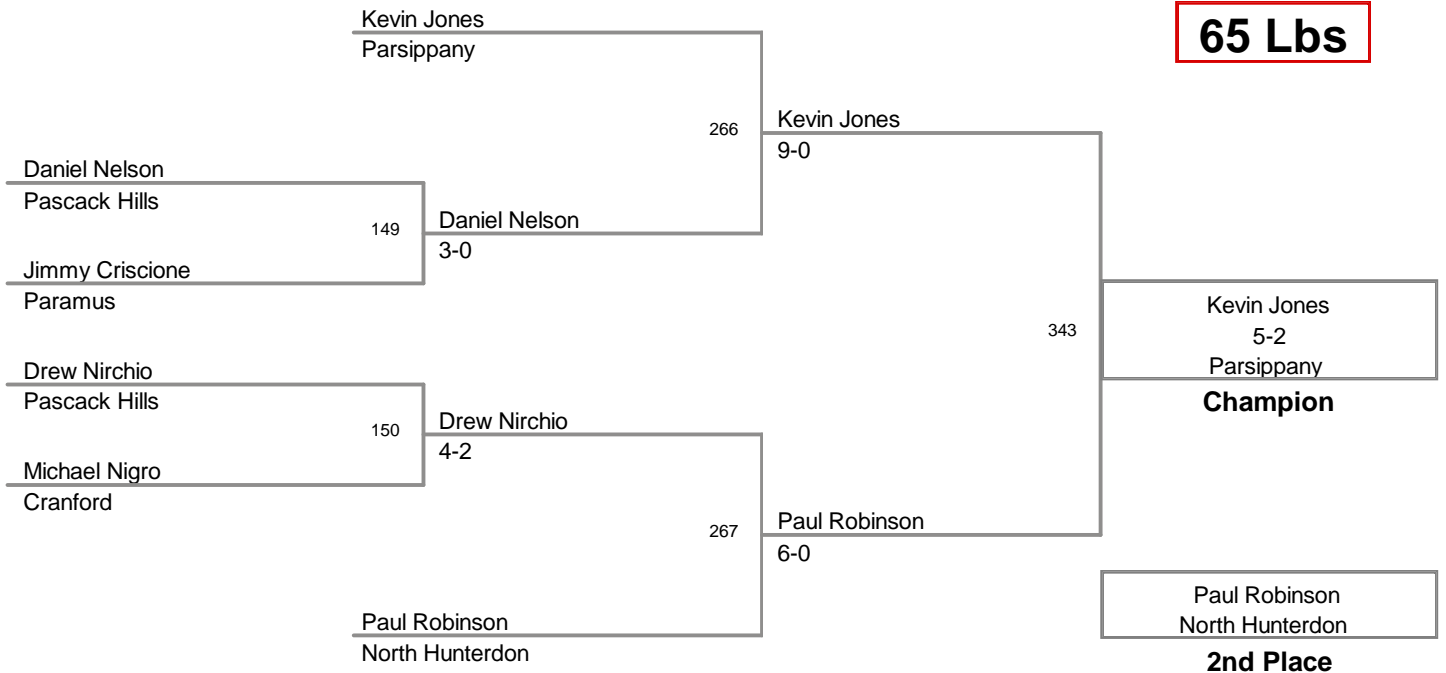 Kevin Jones
Parsippany
65 Lbs
266
Kevin Jones
9-0
Daniel Nelson
Pascack Hills
149
Daniel Nelson
3-0
Jimmy Criscione
Paramus
343
Kevin Jones
5-2
Parsippany
Champion
Drew Nirchio
Pascack Hills
150
Drew Nirchio
4-2
Michael Nigro
Cranford
267
Paul Robinson
6-0
Paul Robinson
North Hunterdon
Paul Robinson
North Hunterdon
2nd Place